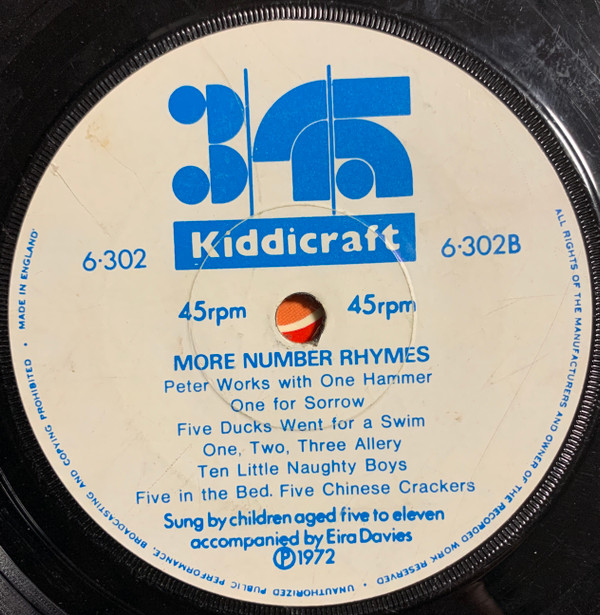 345
Kiddicraft
6·302
6·302B
45rpm
45rpm
MORE NUMBER RHYMES
Peter Works with One Hammer
One for Sorrow
Five Ducks Went for a Swim
One, Two, Three Allery
Ten Little Naughty Boys
Five in the Bed. Five Chinese Crackers
Sung by children aged five to eleven
accompanied by Eira Davies
Ⓟ1972
ALL RIGHTS OF THE MANUFACTURERS AND OWNER OF THE RECORDED WORK RESERVED • UNAUTHORIZED PUBLIC PERFORMANCE, BROADCASTING AND COPYING PROHIBITED • MADE IN ENGLAND